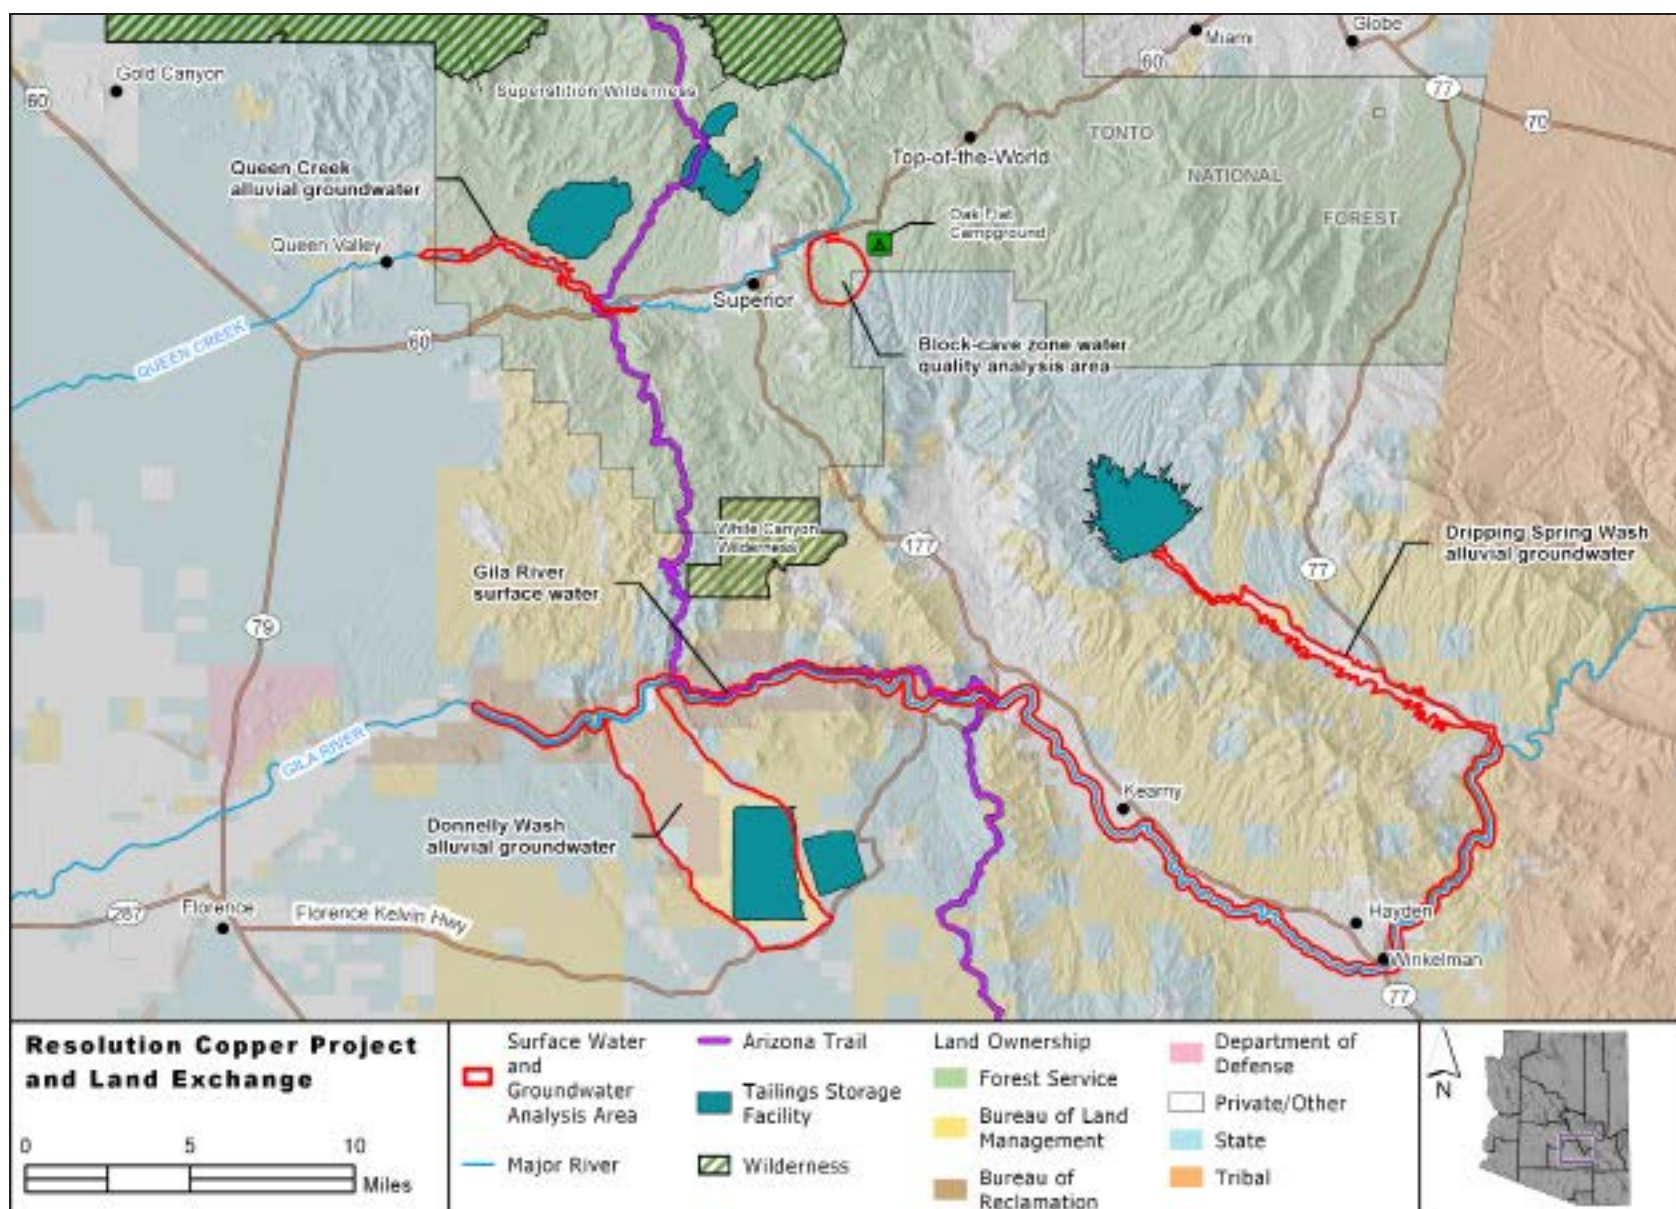 Globe
Miami
60
Gold Canyon
60
Superstition Wilderness
77
70
TONTO
Top-of-the-World
NATIONAL
Queen Creek
alluvial groundwater
FOREST
Oak Flat
Campground
Queen Valley
Superior
QUEEN CREEK
60
Block-cave zone water
quality analysis area
White Canyon
Wilderness
177
Dripping Spring Wash
alluvial groundwater
77
Gila River
surface water
79
GILA RIVER
Kearny
Donnelly Wash
alluvial groundwater
287
Florence
Florence Kelvin Hwy
Hayden
Winkelman
77
Resolution Copper Project
and Land Exchange
0 5 10
Miles
Surface Water
and
Groundwater
Analysis Area
Major River
Arizona Trail
Tailings Storage
Facility
Wilderness
Land Ownership
Forest Service
Bureau of Land
Management
Bureau of
Reclamation
Department of
Defense
Private/Other
State
Tribal
N